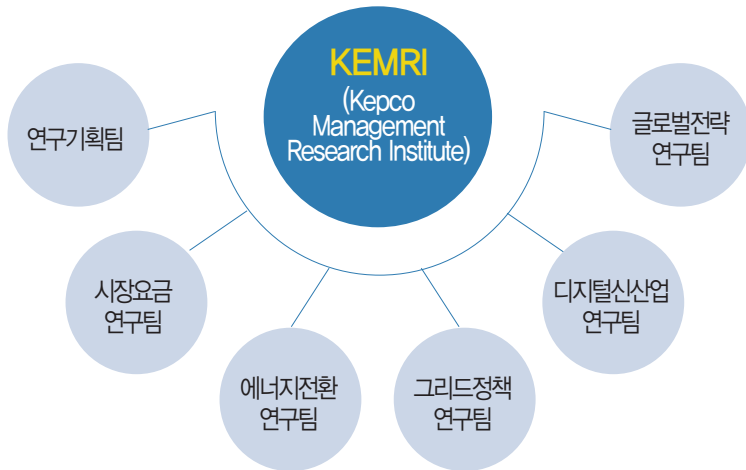 KEMRI
(Kepco
Management
Research Institute)
연구기획팀
시장요금
연구팀
에너지전환
연구팀
그리드정책
연구팀
디지털신산업
연구팀
글로벌전략
연구팀